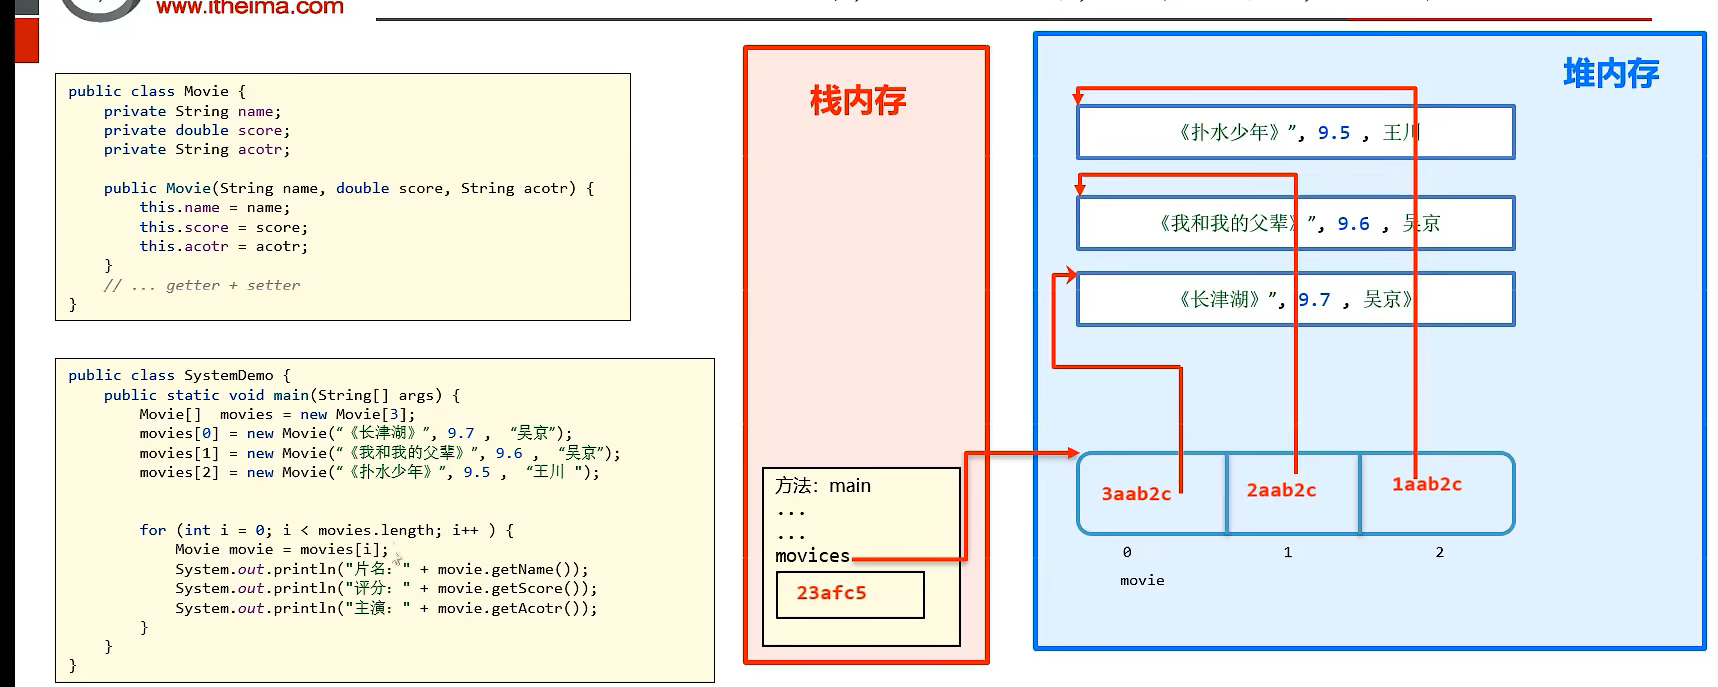 www.itheima.com
public class Movie {
private String name;
private double score;
private String acotr;
public Movie(String name, double score, String acotr) {
this.name = name;
this.score = score;
this.acotr = acotr;
}
// ... getter + setter
}
public class SystemDemo {
public static void main(String[] args) {
Movie[]  movies = new Movie[3];
movies[0] = new Movie(“《长津湖》”, 9.7 ,  “吴京”);
movies[1] = new Movie(“《我和我的父辈》”, 9.6 ,  “吴京”);
movies[2] = new Movie(“《扑水少年》”, 9.5 ,  “王川 ");
for (int i = 0; i < movies.length; i++ ) {
Movie movie = movies[i];
System.out.println("片名：" + movie.getName());
System.out.println("评分：" + movie.getScore());
System.out.println("主演：" + movie.getAcotr());
}
}
}
栈内存
方法：main
...
...
movices
23afc5
堆内存
《扑水少年》”, 9.5 , 王川
《我和我的父辈》”, 9.6 , 吴京
《长津湖》”, 9.7 , 吴京》
3aab2c 2aab2c 1aab2c
0 1 2
movie